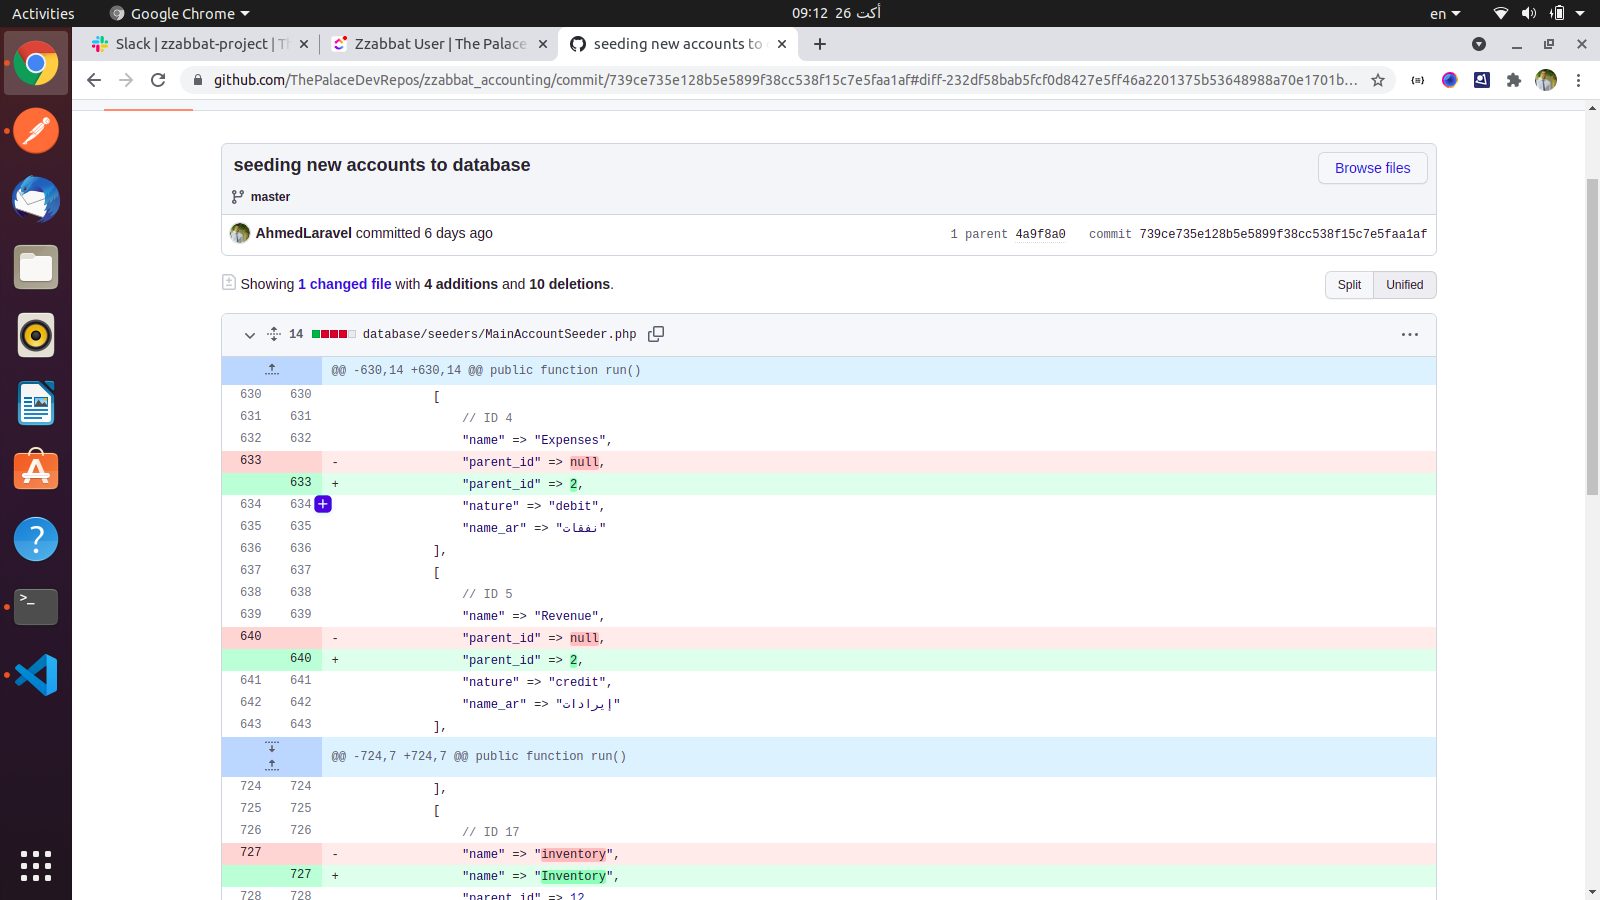 Activities
Google Chrome
09:12 26 أكت
en
Slack | zzabbat-project | Th
Zzabbat User | The Palace
seeding new accounts to
github.com/ThePalaceDevRepos/zzabbat_accounting/commit/739ce735e128b5e5899f38cc538f15c7e5faa1af#diff-232df58bab5fcf0d8427e5ff46a2201375b53648988a70e1701b...
seeding new accounts to database
Browse files
master
AhmedLaravel committed 6 days ago
1 parent 4a9f8a0 commit 739ce735e128b5e5899f38cc538f15c7e5faa1af
Showing 1 changed file with 4 additions and 10 deletions.
Split Unified
14 database/seeders/MainAccountSeeder.php
@@ -630,14 +630,14 @@ public function run()
630 630 [
631 631 // ID 4
632 632 "name" => "Expenses",
633 - "parent_id" => null,
633 + "parent_id" => 2,
634 634 "nature" => "debit",
635 635 "name_ar" => "نفقات"
636 636 ],
637 637 [
638 638 // ID 5
639 639 "name" => "Revenue",
640 - "parent_id" => null,
640 + "parent_id" => 2,
641 641 "nature" => "credit",
642 642 "name_ar" => "إيرادات"
643 643 ],
@@ -724,7 +724,7 @@ public function run()
724 724 ],
725 725 [
726 726 // ID 17
727 - "name" => "inventory",
727 + "name" => "Inventory",
728 728 "parent_id" => 12,